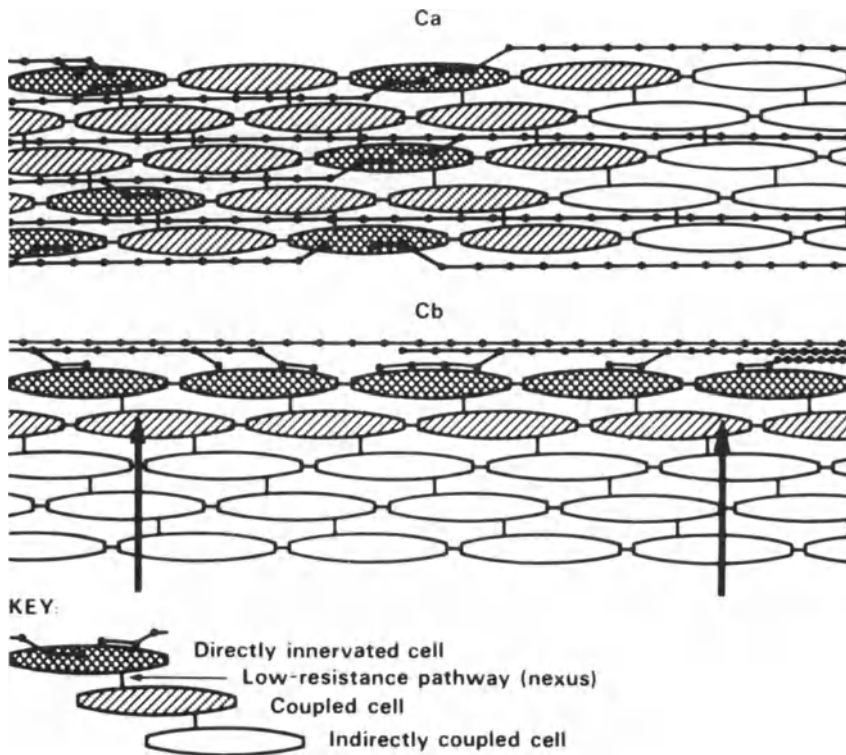 Ca
Cb
KEY:
Directly innervated cell
Low-resistance pathway (nexus)
Coupled cell
Indirectly coupled cell